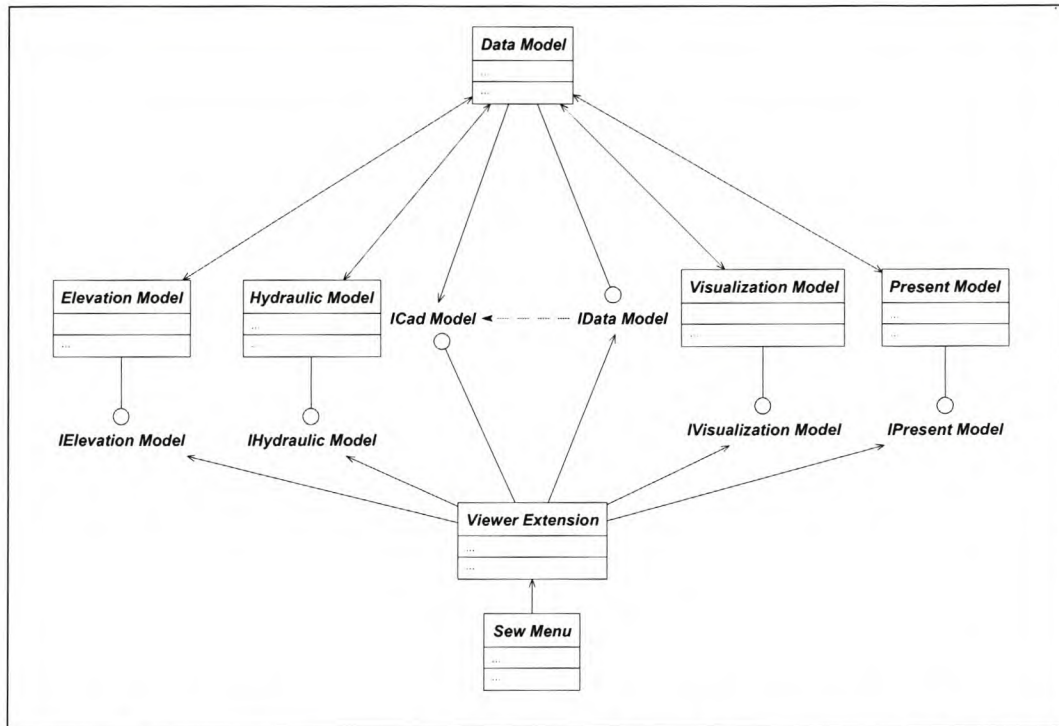 Data Model
...
...
Elevation Model
...
...
Hydraulic Model
...
...
ICad Model
IData Model
Visualization Model
...
...
Present Model
...
...
IElevation Model
IHydraulic Model
IVisualization Model
IPresent Model
Viewer Extension
...
...
Sew Menu
...
...